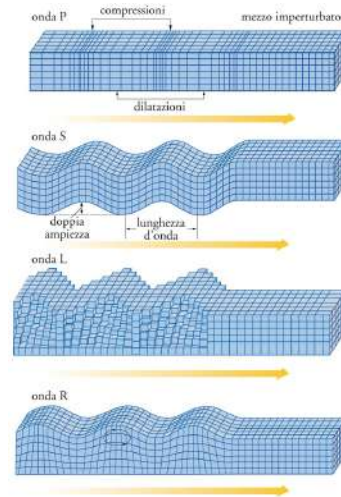 onda P
compressioni
mezzo imperturbato
dilatazioni
onda S
doppia
ampiezza
lunghezza
d'onda
onda L
onda R